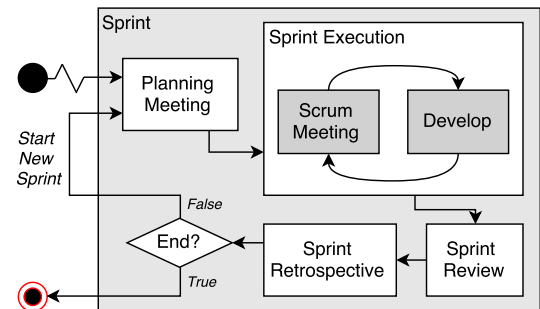 Sprint
Sprint Execution
Planning
Meeting
Scrum
Meeting
Develop
Start
New
Sprint
False
End?
True
Sprint
Retrospective
Sprint
Review